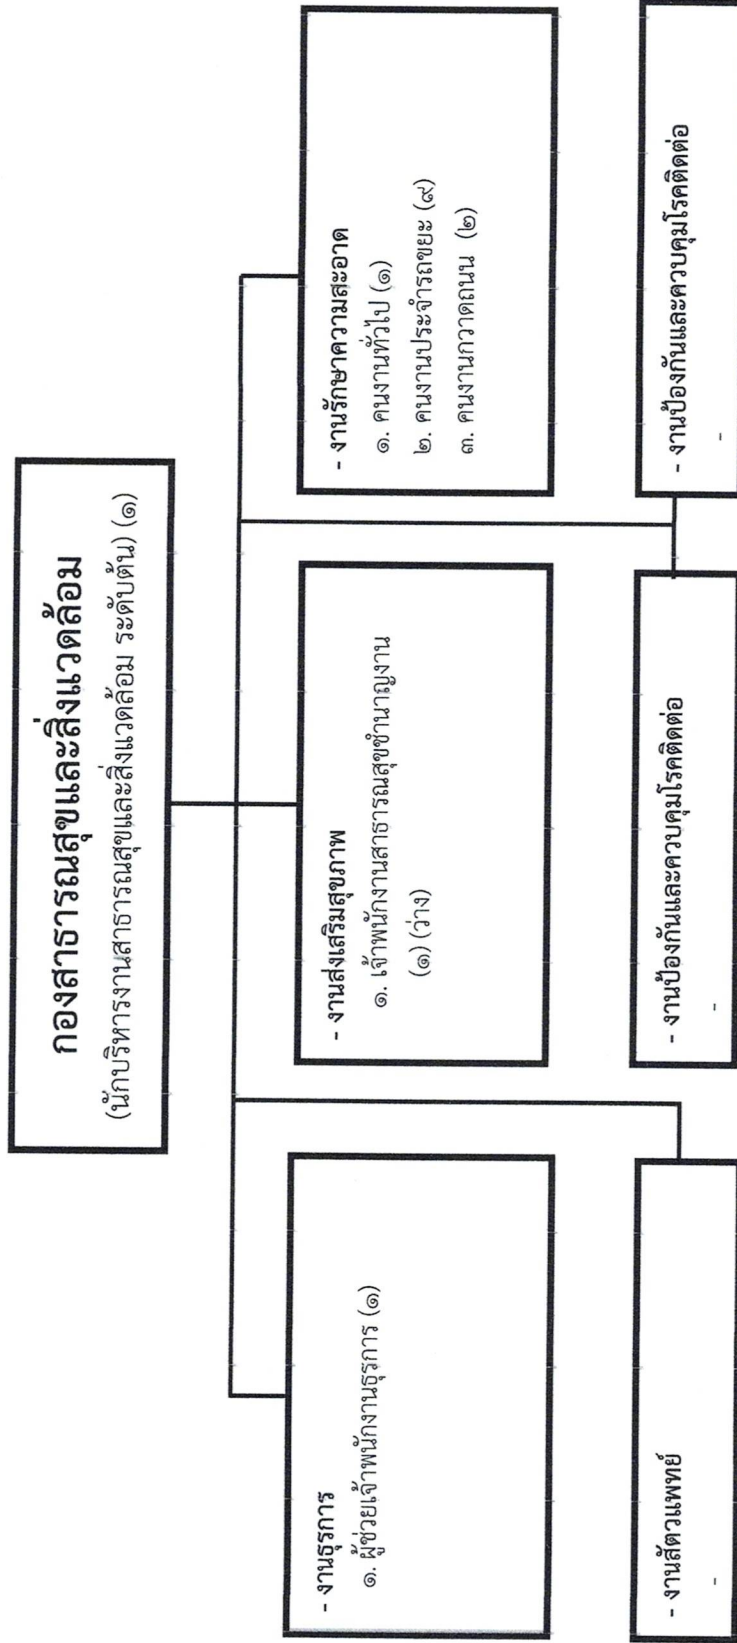 กองสาธารณสุขและสิ่งแวดล้อม
(นักบริหารงานสาธารณสุขและสิ่งแวดล้อม ระดับต้น) (๑)
- งานธุรการ
๑. ผู้ช่วยเจ้าพนักงานธุรการ (๑)
- งานส่งเสริมสุขภาพ
๑. เจ้าพนักงานสาธารณสุขชำนาญงาน
(๑) (ว่าง)
- งานรักษาความสะอาด
๑. คนงานทั่วไป (๑)
๒. คนงานประจำรถขยะ (๙)
๓. คนงานกวาดถนน (๒)
- งานสัตวแพทย์
-
- งานป้องกันและควบคุมโรคติดต่อ
-
- งานป้องกันและควบคุมโรคติดต่อ
-